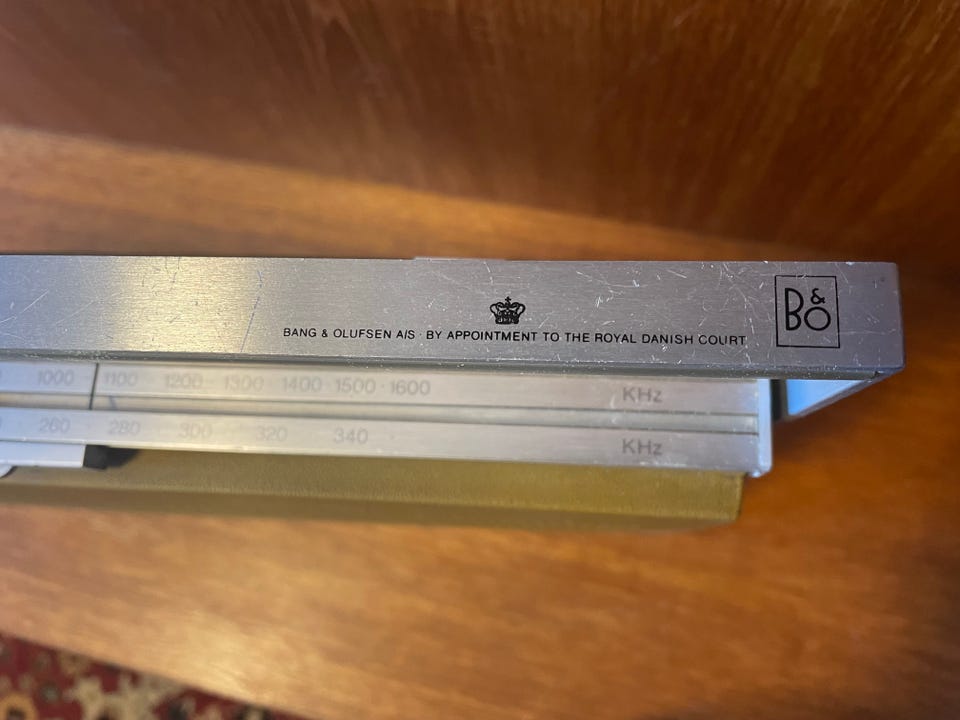 BANG & OLUFSEN A/S · BY APPOINTMENT TO THE ROYAL DANISH COURT
B&O
1000 1100 1200 1300 1400 1500 · 1600 KHz
260 280 300 320 340 KHz